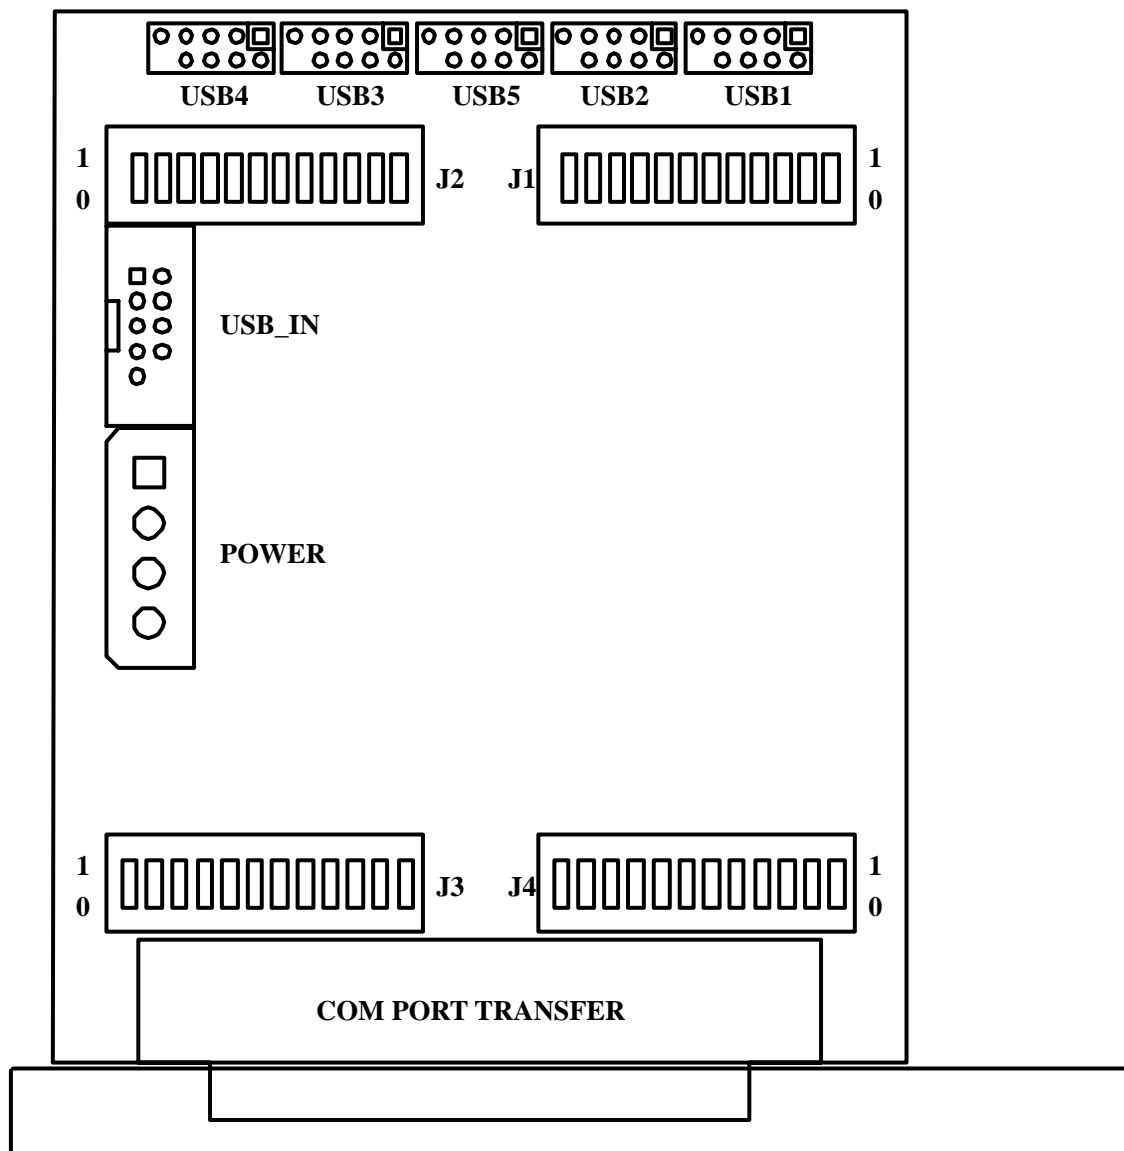 USB4 USB3 USB5 USB2 USB1
1 J2 J1 1
0 0
USB_IN
POWER
1 J3 J4 1
0 0
COM PORT TRANSFER